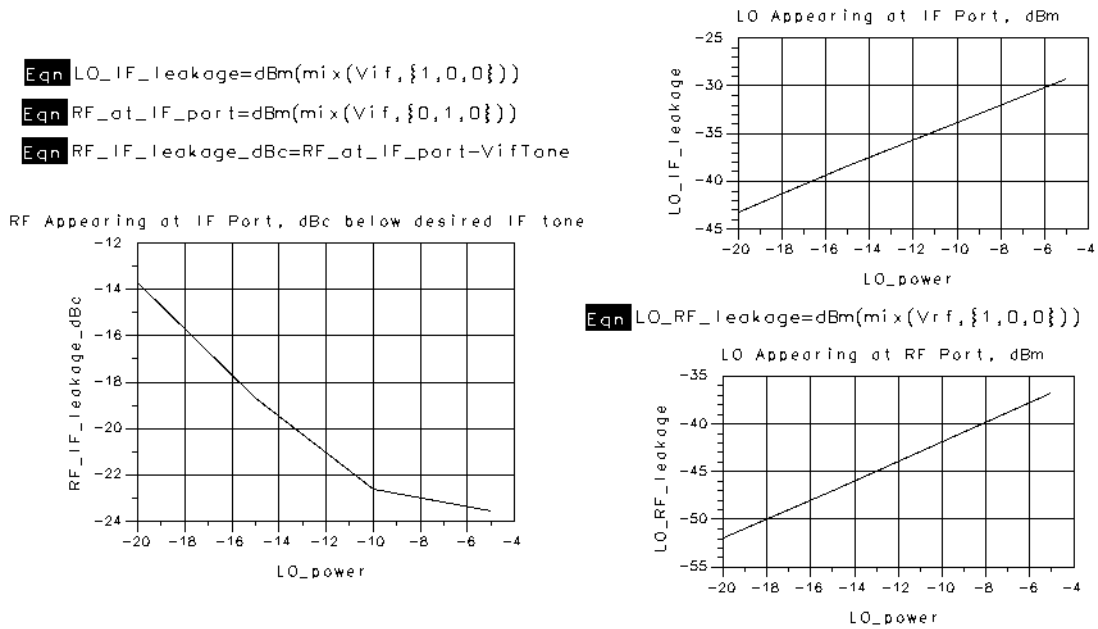 Eqn LO_IF_leakage=dBm(mix(Vif,{1,0,0}))
Eqn RF_at_IF_port=dBm(mix(Vif,{0,1,0}))
Eqn RF_IF_leakage_dBc=RF_at_IF_port-VifTone
RF Appearing at IF Port, dBc below desired IF tone
RF_IF_leakage_dBc
-12
-14
-16
-18
-20
-22
-24
-20 -18 -16 -14 -12 -10 -8 -6 -4
LO_power
LO Appearing at IF Port, dBm
LO_IF_leakage
-25
-30
-35
-40
-45
-20 -18 -16 -14 -12 -10 -8 -6 -4
LO_power
Eqn LO_RF_leakage=dBm(mix(Vrf,{1,0,0}))
LO Appearing at RF Port, dBm
LO_RF_leakage
-35
-40
-45
-50
-55
-20 -18 -16 -14 -12 -10 -8 -6 -4
LO_power